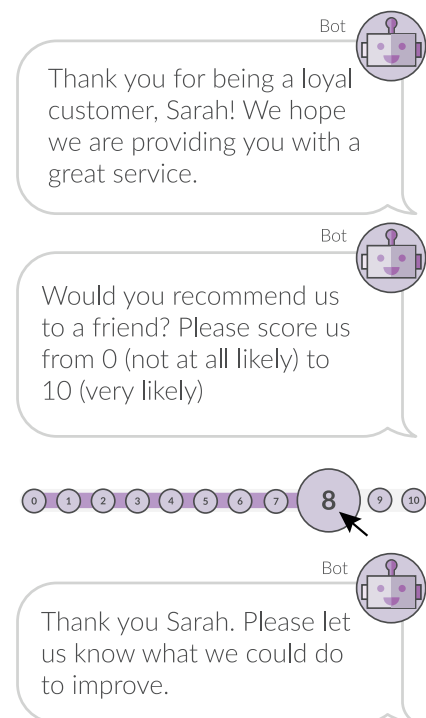 Bot
Thank you for being a loyal
customer, Sarah! We hope
we are providing you with a
great service.
Bot
Would you recommend us
to a friend? Please score us
from 0 (not at all likely) to
10 (very likely)
0 1 2 3 4 5 6 7 8 9 10
Bot
Thank you Sarah. Please let
us know what we could do
to improve.